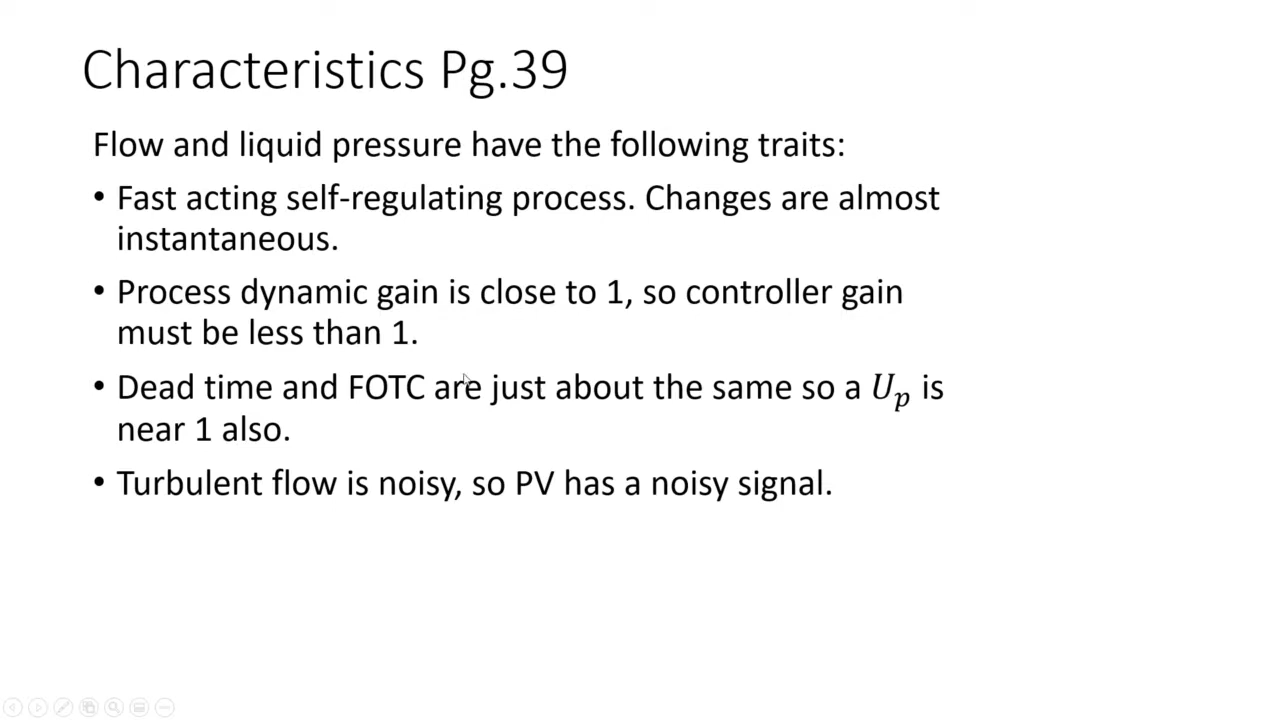 Characteristics Pg.39
Flow and liquid pressure have the following traits:
• Fast acting self-regulating process. Changes are almost
instantaneous.
• Process dynamic gain is close to 1, so controller gain
must be less than 1.
• Dead time and FOTC are just about the same so a U_p is
near 1 also.
• Turbulent flow is noisy, so PV has a noisy signal.